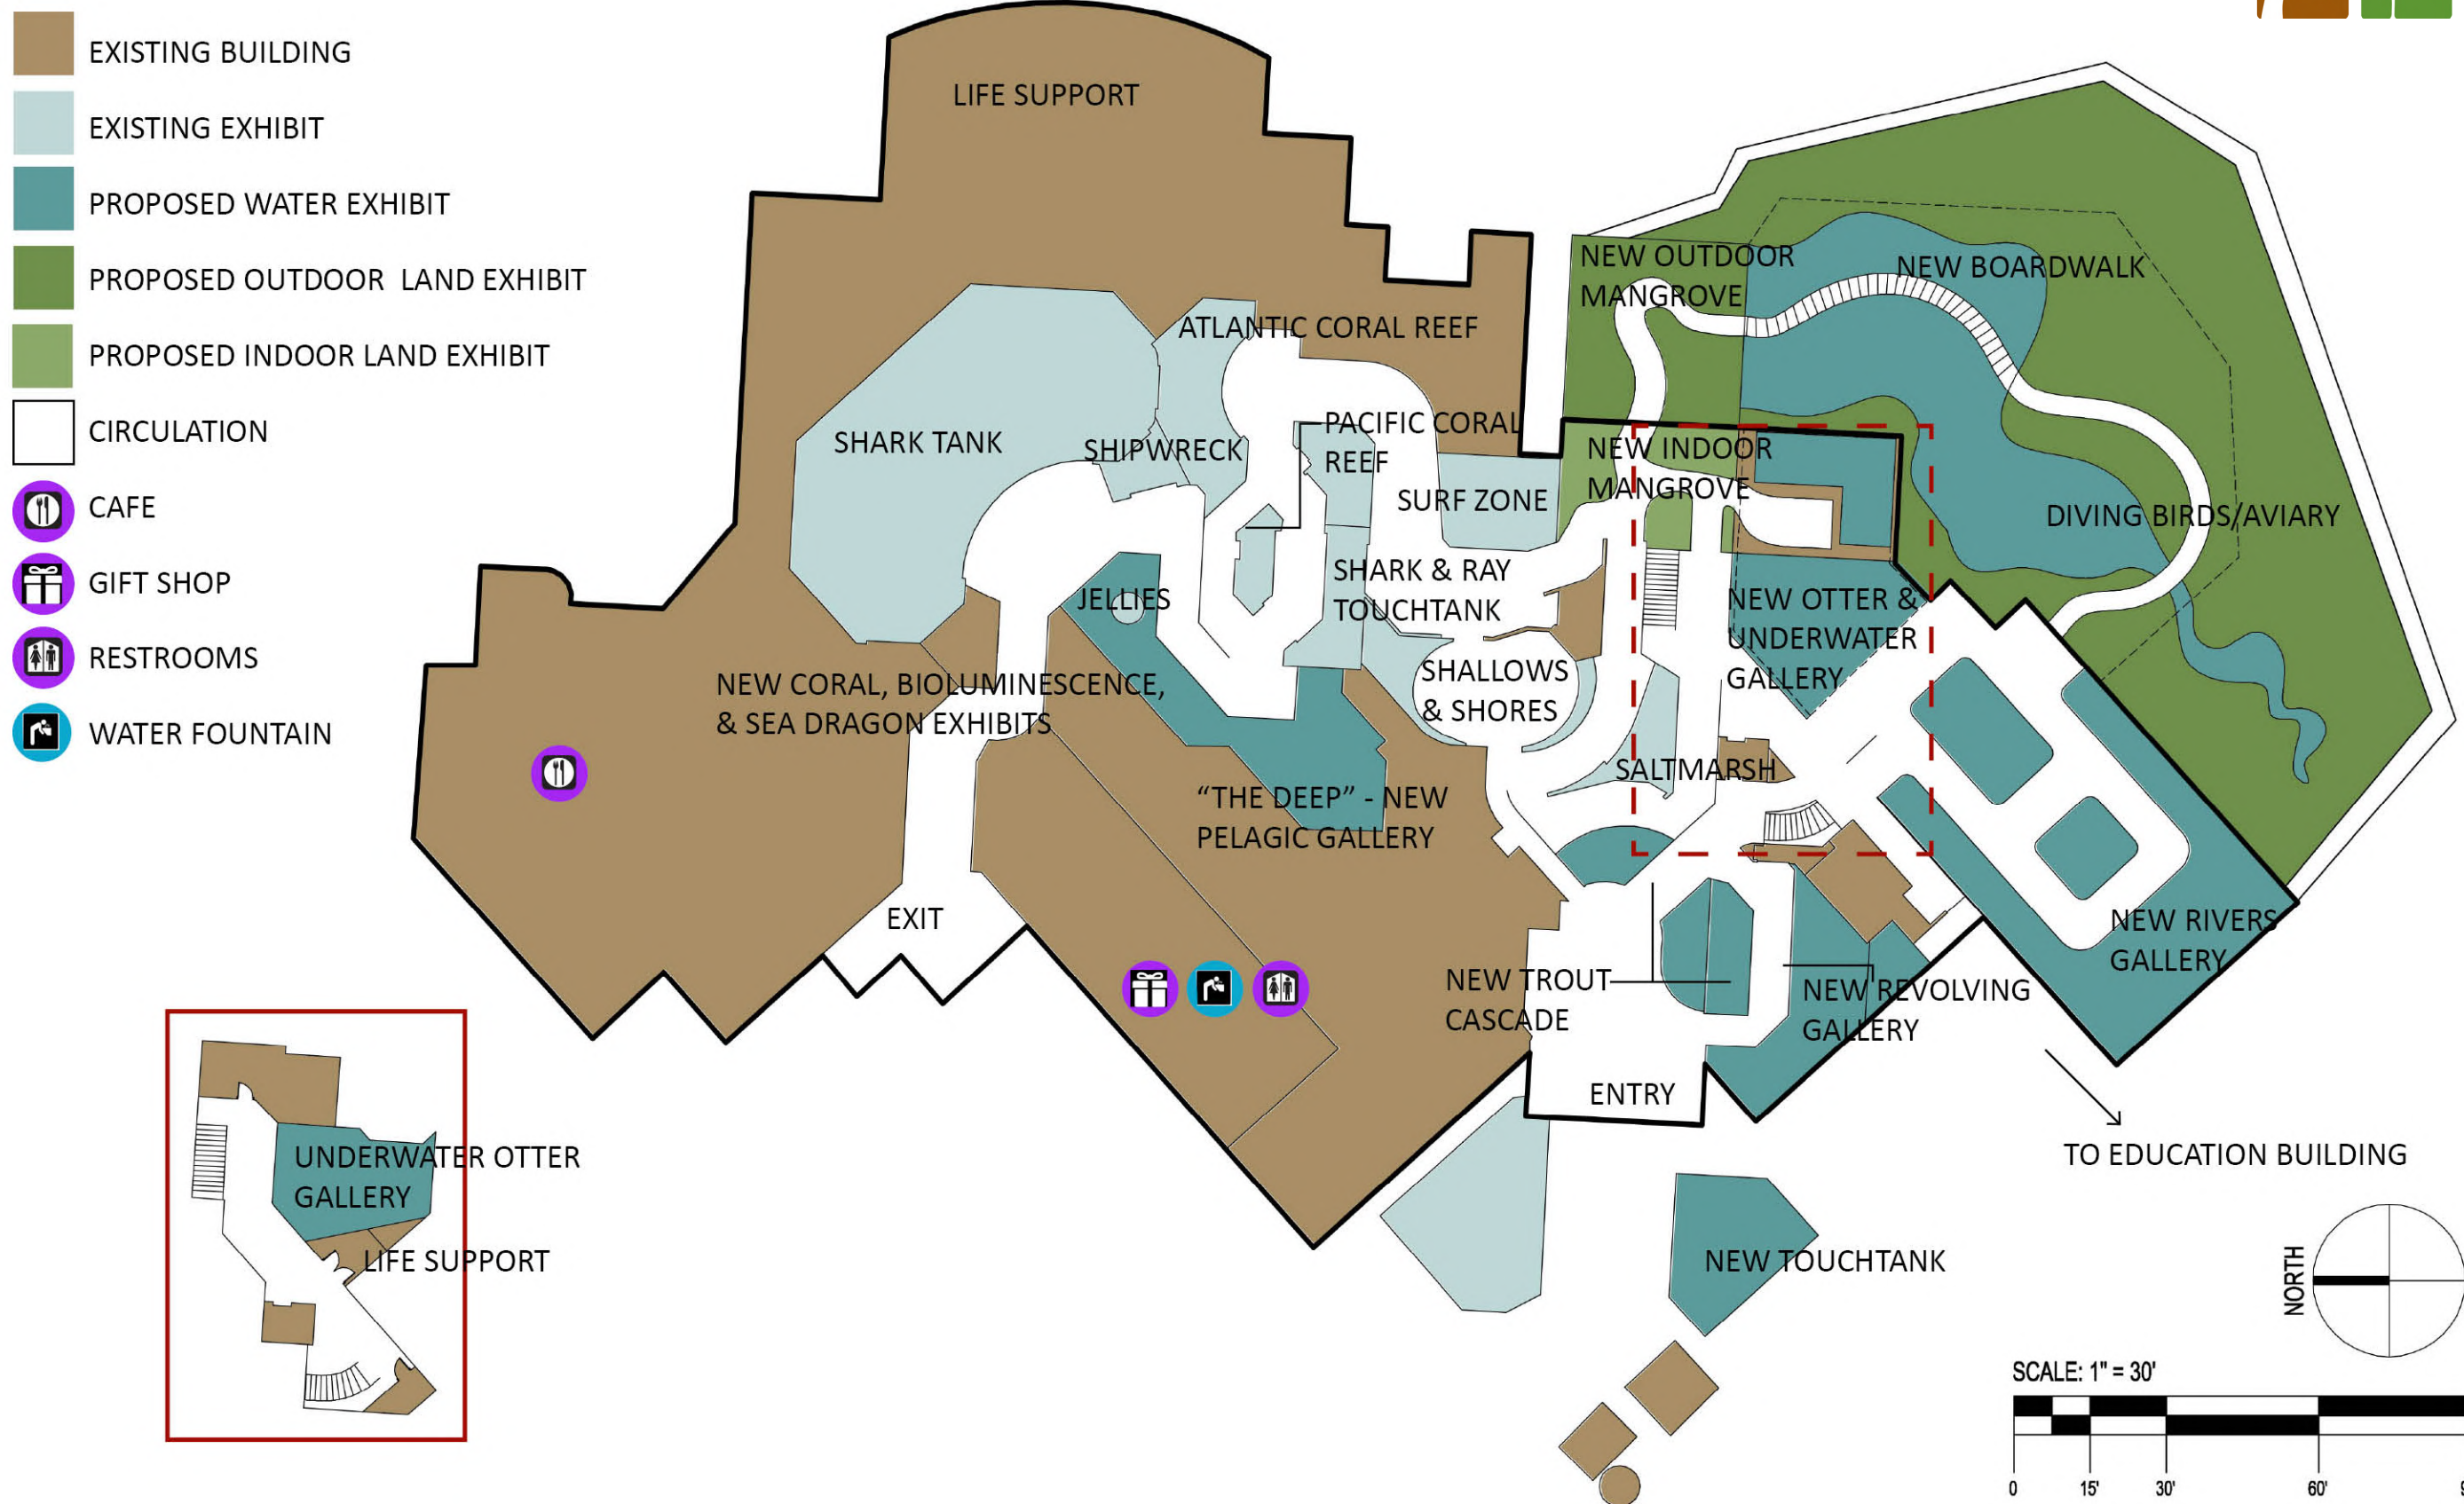 EXISTING BUILDING
EXISTING EXHIBIT
PROPOSED WATER EXHIBIT
PROPOSED OUTDOOR LAND EXHIBIT
PROPOSED INDOOR LAND EXHIBIT
CIRCULATION
CAFE
GIFT SHOP
RESTROOMS
WATER FOUNTAIN
LIFE SUPPORT
ATLANTIC CORAL REEF
SHARK TANK
SHIPWRECK
PACIFIC CORAL
REEF
SURF ZONE
NEW OUTDOOR
MANGROVE
NEW BOARDWALK
NEW INDOOR
MANGROVE
DIVING BIRDS/AVIARY
JELLIES
SHARK & RAY
TOUCHTANK
NEW OTTER &
UNDERWATER
GALLERY
NEW CORAL, BIOLUMINESCENCE,
& SEA DRAGON EXHIBITS
SHALLOWS
& SHORES
SALTMARSH
“THE DEEP” - NEW
PELAGIC GALLERY
EXIT
NEW TROUT
CASCADE
NEW REVOLVING
GALLERY
NEW RIVERS
GALLERY
ENTRY
TO EDUCATION BUILDING
NEW TOUCHTANK
UNDERWATER OTTER
GALLERY
LIFE SUPPORT
NORTH
SCALE: 1" = 30'
0 15' 30' 60'